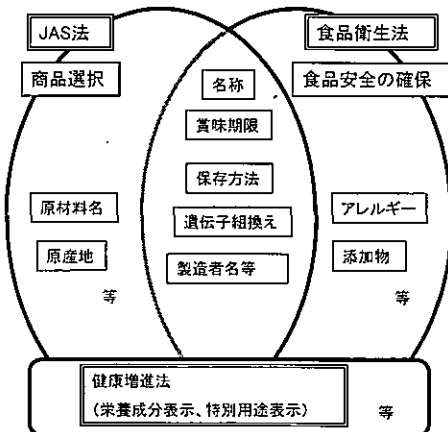 JAS法
食品衛生法
商品選択
食品安全の確保
名称
賞味期限
保存方法
遺伝子組換え
製造者名等
原材料名
原産地
等
アレルギー
添加物
等
健康増進法
(栄養成分表示、特別用途表示)
等